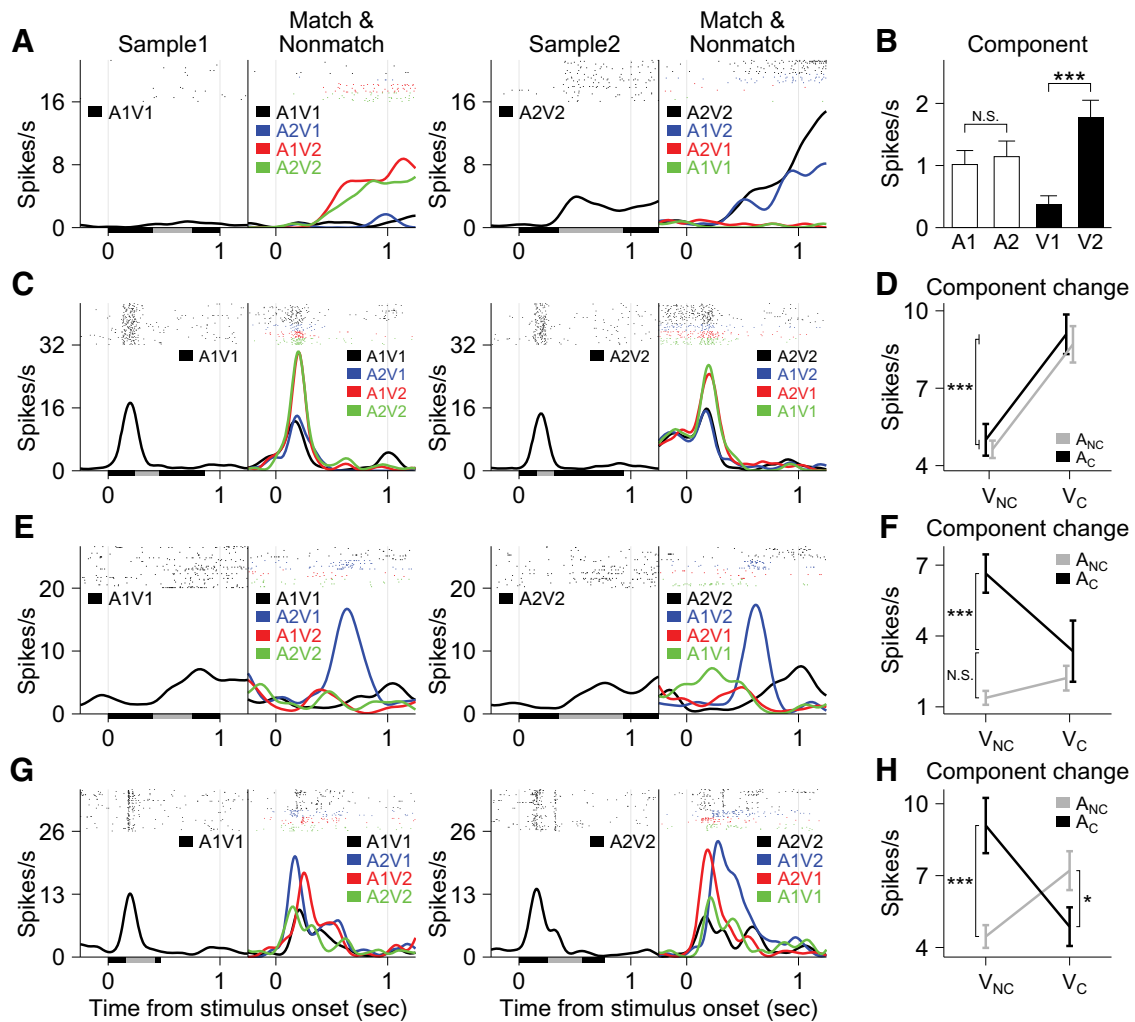 A
Sample1
Match &
Nonmatch
Sample2
Match &
Nonmatch
B
Component
Spikes/s
16
8
0
A1V1
A1V1
A2V1
A1V2
A2V2
0
1
0
1
Spikes/s
16
8
0
A2V2
A2V2
A1V2
A2V1
A1V1
0
1
0
1
Spikes/s
2
1
0
N.S.
***
A1
A2
V1
V2
C
Spikes/s
32
16
0
A1V1
A1V1
A2V1
A1V2
A2V2
0
1
0
1
Spikes/s
32
16
0
A2V2
A2V2
A1V2
A2V1
A1V1
0
1
0
1
D
Component change
Spikes/s
10
7
4
***
ANC
AC
VNC
VC
E
Spikes/s
20
10
0
A1V1
A1V1
A2V1
A1V2
A2V2
0
1
0
1
Spikes/s
20
10
0
A2V2
A2V2
A1V2
A2V1
A1V1
0
1
0
1
F
Component change
Spikes/s
7
4
1
***
N.S.
ANC
AC
VNC
VC
G
Spikes/s
26
13
0
A1V1
A1V1
A2V1
A1V2
A2V2
0
1
0
1
Time from stimulus onset (sec)
Spikes/s
26
13
0
A2V2
A2V2
A1V2
A2V1
A1V1
0
1
0
1
Time from stimulus onset (sec)
H
Component change
Spikes/s
10
7
4
***
*
ANC
AC
VNC
VC